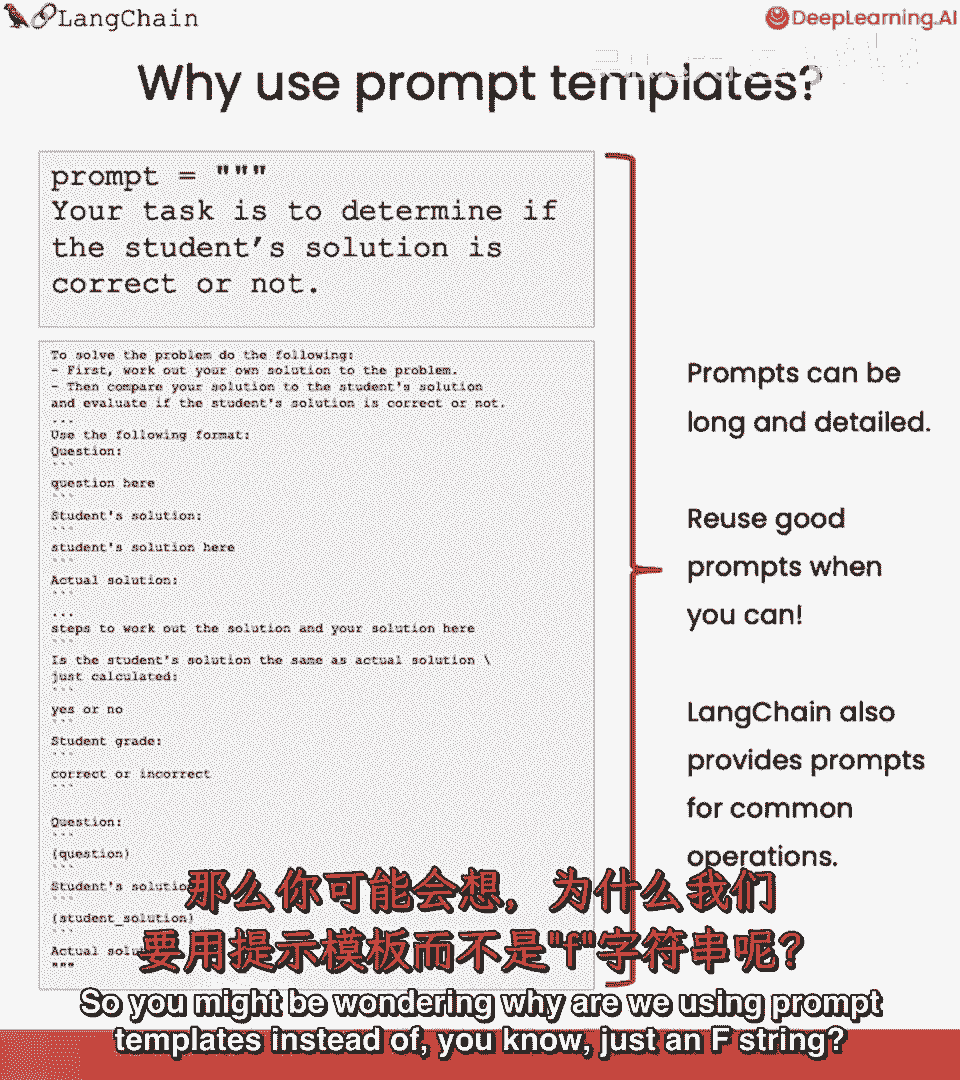 LangChain
DeepLearning.AI
Why use prompt templates?
prompt = """
Your task is to determine if
the student's solution is
correct or not.
To solve the problem do the following:
- First, work out your own solution to the problem.
- Then compare your solution to the student's solution
and evaluate if the student's solution is correct or not.
...
Use the following format:
Question:
```
question here
```
Student's solution:
```
student's solution here
```
Actual solution:
```
...
steps to work out the solution and your solution here
```
Is the student's solution the same as actual solution \
just calculated:
```
yes or no
```
Student grade:
```
correct or incorrect
```
Question:
```
{question}
```
Student's solutio
```
{student_solution}
```
Actual solu
"""
Prompts can be
long and detailed.
Reuse good
prompts when
you can!
LangChain also
provides prompts
for common
operations.
那么你可能会想，为什么我们
要用提示模板而不是"f"字符串呢？
So you might be wondering why are we using prompt
templates instead of, you know, just an F string?